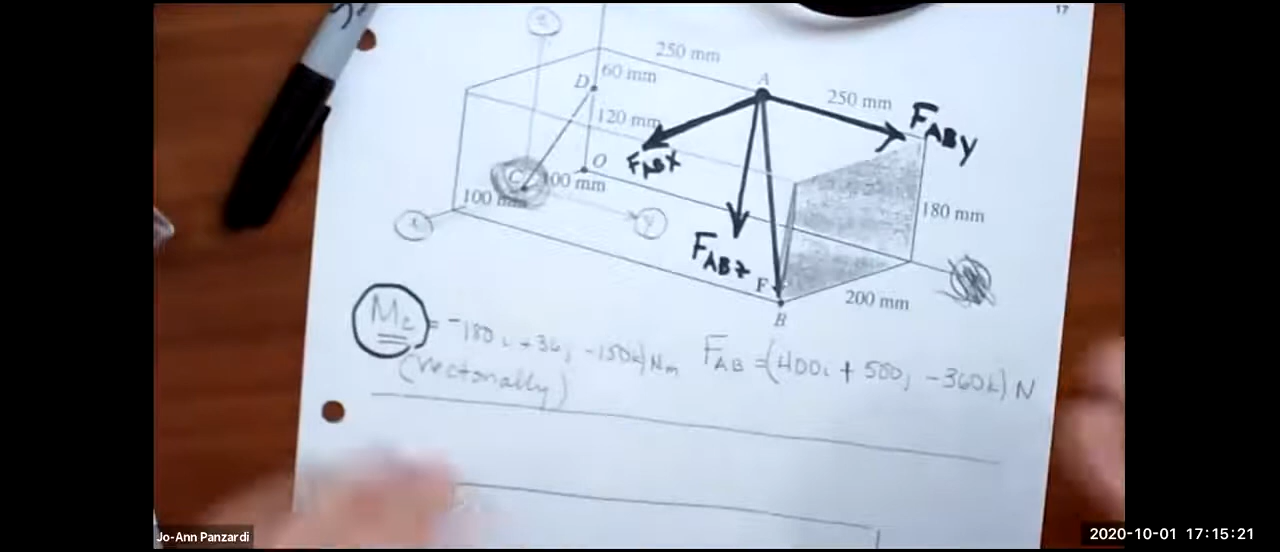 17
250 mm
A
D
60 mm
250 mm
FABY
120 mm
O
FABX
C
100 mm
100 mm
Y
180 mm
FABZ
F
200 mm
B
Mc = -180i + 36j - 150k) Nm
FAB = (400i + 500j - 360k) N
(Vectorially)
Jo-Ann Panzardi
2020-10-01 17:15:21